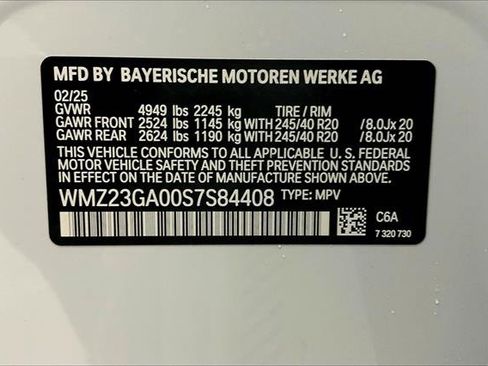 MFD BY BAYERISCHE MOTOREN WERKE AG
02/25
GVWR 4949 lbs 2245 kg TIRE / RIM
GAWR FRONT 2524 lbs 1145 kg WITH 245/40 R20 /8.0Jx 20
GAWR REAR 2624 lbs 1190 kg WITH 245/40 R20 /8.0Jx 20
THIS VEHICLE CONFORMS TO ALL APPLICABLE U.S. FEDERAL
MOTOR VEHICLE SAFETY AND THEFT PREVENTION STANDARDS
IN EFFECT ON THE DATE OF MANUFACTURE SHOWN ABOVE
WMZ23GA00S7S84408 TYPE: MPV
C6A
7 320 730